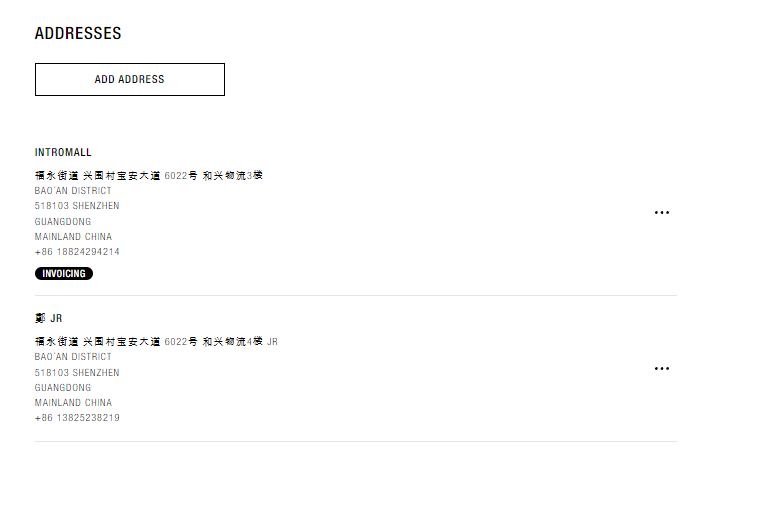 ADDRESSES
ADD ADDRESS
INTROMALL
福永街道 兴围村宝安大道 6022号 和兴物流3楼
BAO'AN DISTRICT
518103 SHENZHEN
GUANGDONG
MAINLAND CHINA
+86 18824294214
INVOICING
鄭 JR
福永街道 兴围村宝安大道 6022号 和兴物流4楼 JR
BAO'AN DISTRICT
518103 SHENZHEN
GUANGDONG
MAINLAND CHINA
+86 13825238219